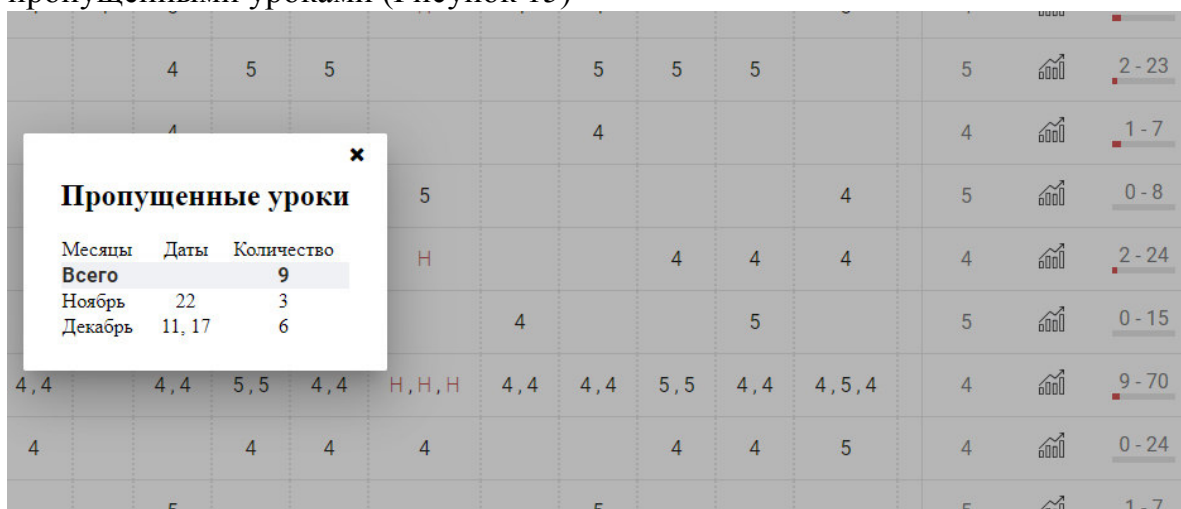 4 5 5 5 5 5 5 2 - 23
4 4 4 1 - 7
Пропущенные уроки 5 4 5 0 - 8
Месяцы Даты Количество
Всего 9
Н 4 4 4 4 2 - 24
Ноябрь 22 3
Декабрь 11, 17 6
4 5 5 0 - 15
4,4 4,4 5,5 4,4 Н,Н,Н 4,4 4,4 5,5 4,4 4,5,4 4 9 - 70
4 4 4 4 4 4 5 4 0 - 24
5 5 5 1 - 7